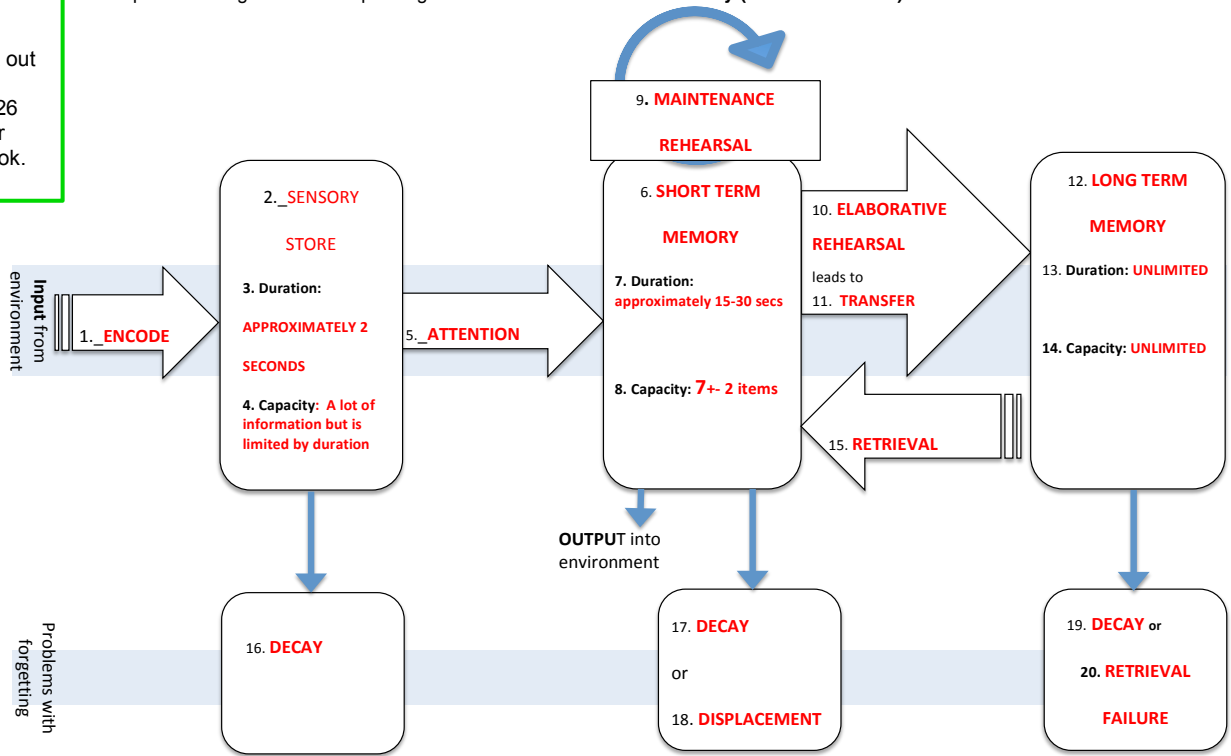 out
26
r
ok.
9. MAINTENANCE
REHEARSAL
2._SENSORY
STORE
3. Duration:
APPROXIMATELY 2
SECONDS
4. Capacity: A lot of
information but is
limited by duration
6. SHORT TERM
MEMORY
7. Duration:
approximately 15-30 secs
8. Capacity: 7+- 2 items
10. ELABORATIVE
REHEARSAL
leads to
11. TRANSFER
12. LONG TERM
MEMORY
13. Duration: UNLIMITED
14. Capacity: UNLIMITED
Input from
environment
1._ENCODE
5._ATTENTION
15. RETRIEVAL
OUTPUT into
environment
Problems with
forgetting
16. DECAY
17. DECAY
or
18. DISPLACEMENT
19. DECAY or
20. RETRIEVAL
FAILURE